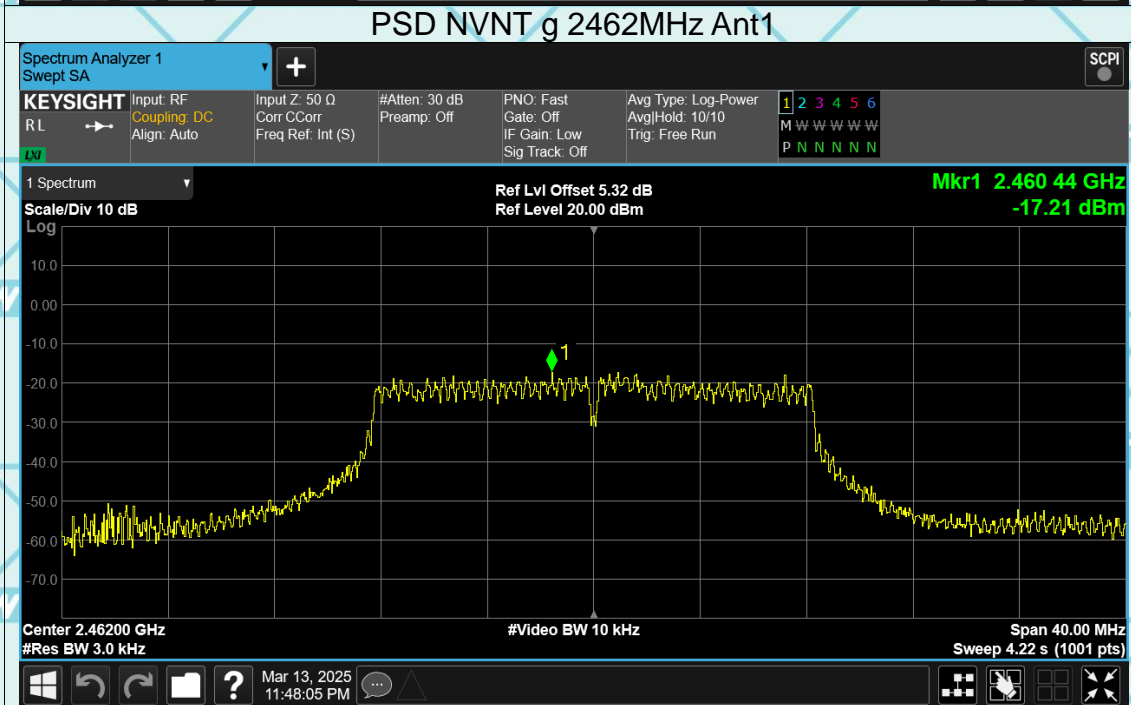 PSD NVNT g 2462MHz Ant1
Spectrum Analyzer 1
Swept SA
+
SCPI
KEYSIGHT
R L
LXI
Input: RF
Coupling: DC
Align: Auto
Input Z: 50 Ω
Corr CCorr
Freq Ref: Int (S)
#Atten: 30 dB
Preamp: Off
PNO: Fast
Gate: Off
IF Gain: Low
Sig Track: Off
Avg Type: Log-Power
Avg|Hold: 10/10
Trig: Free Run
1 2 3 4 5 6
M W W W W W
P N N N N N
1 Spectrum
Scale/Div 10 dB
Ref Lvl Offset 5.32 dB
Ref Level 20.00 dBm
Mkr1 2.460 44 GHz
-17.21 dBm
Log
10.0
0.00
-10.0
-20.0
-30.0
-40.0
-50.0
-60.0
-70.0
1
Center 2.46200 GHz
#Res BW 3.0 kHz
#Video BW 10 kHz
Span 40.00 MHz
Sweep 4.22 s (1001 pts)
?
Mar 13, 2025
11:48:05 PM